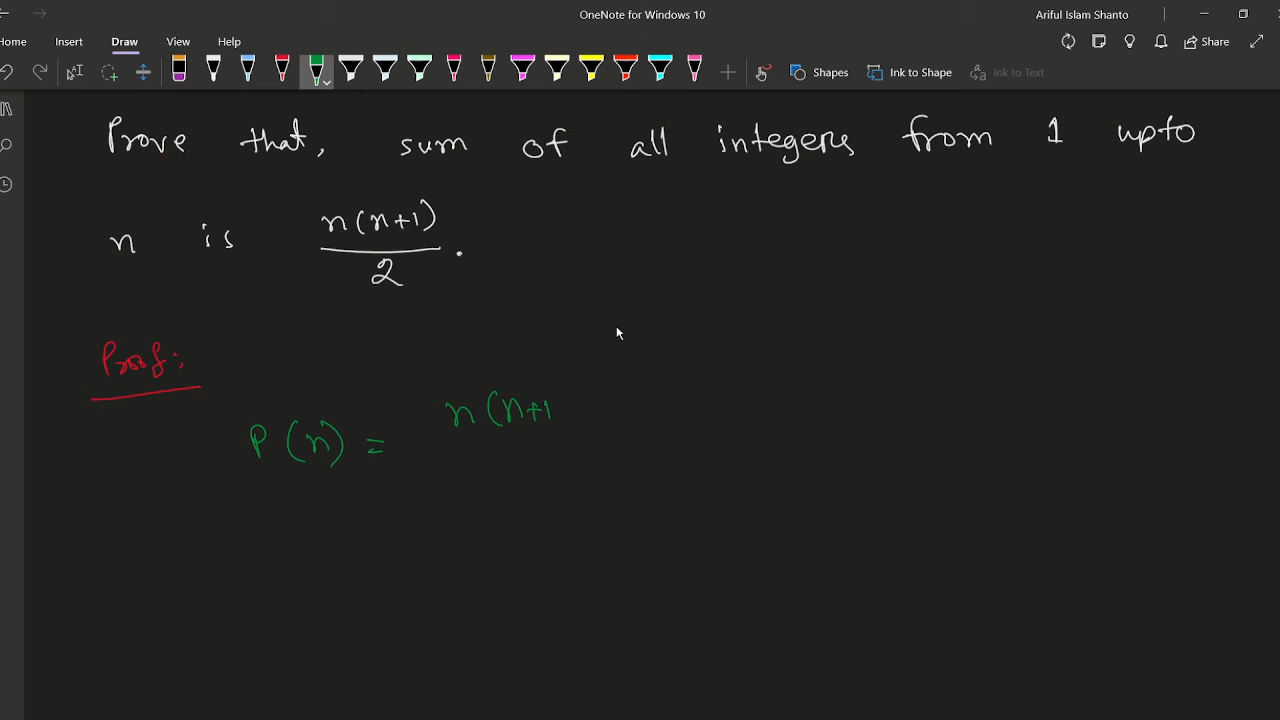 OneNote for Windows 10
Ariful Islam Shanto
Home Insert Draw View Help
Share
Shapes Ink to Shape Ink to Text
Prove that, sum of all integers from 1 upto
n is n(n+1)/2 .
Proof:
P(n) = n(n+1